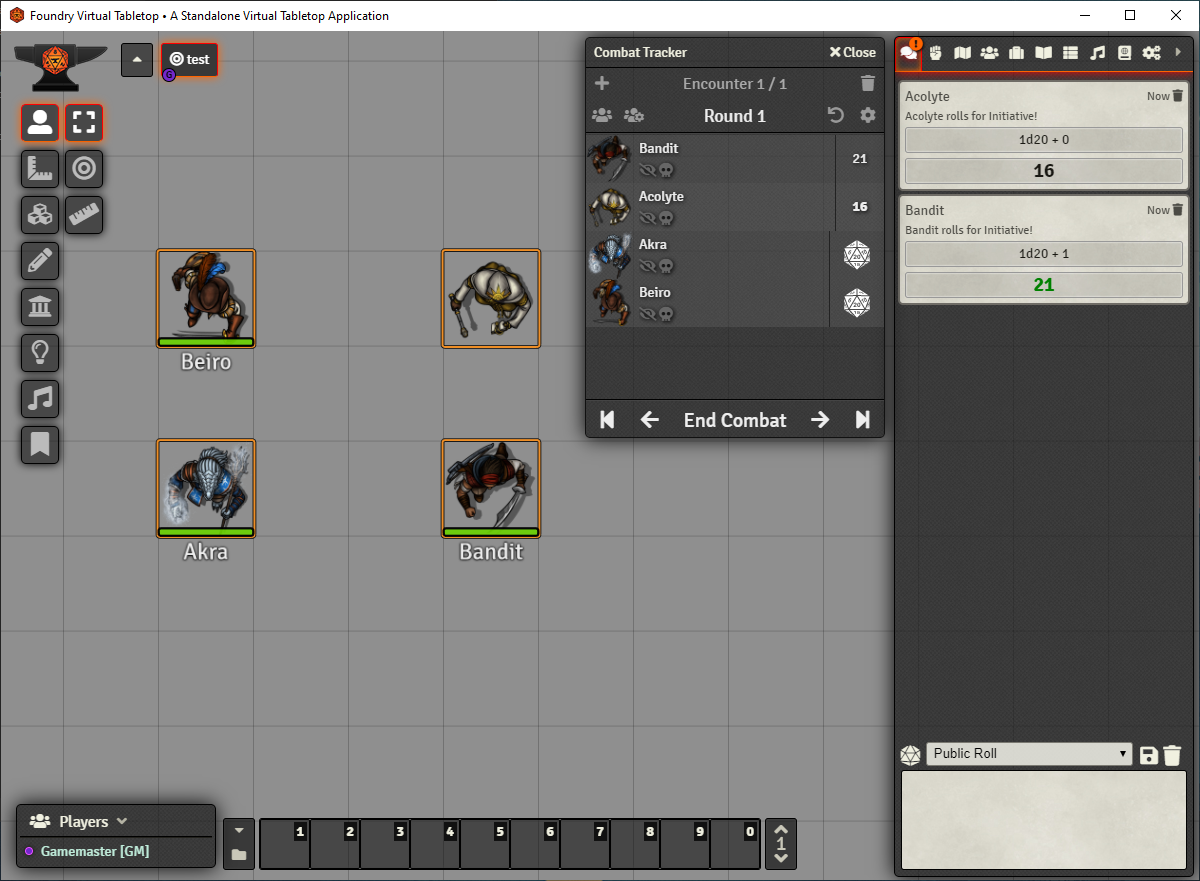 Foundry Virtual Tabletop • A Standalone Virtual Tabletop Application
test
G
Combat Tracker
Close
Encounter 1 / 1
Round 1
Bandit
21
Acolyte
16
Akra
Beiro
End Combat
Acolyte
Now
Acolyte rolls for Initiative!
1d20 + 0
16
Bandit
Now
Bandit rolls for Initiative!
1d20 + 1
21
Beiro
Akra
Bandit
Public Roll
Players
Gamemaster [GM]
1 2 3 4 5 6 7 8 9 0
1